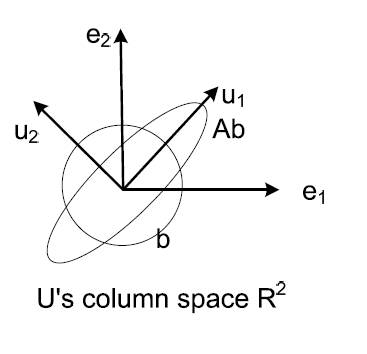 e₂
u₁
u₂
Ab
e₁
b
U's column space R²